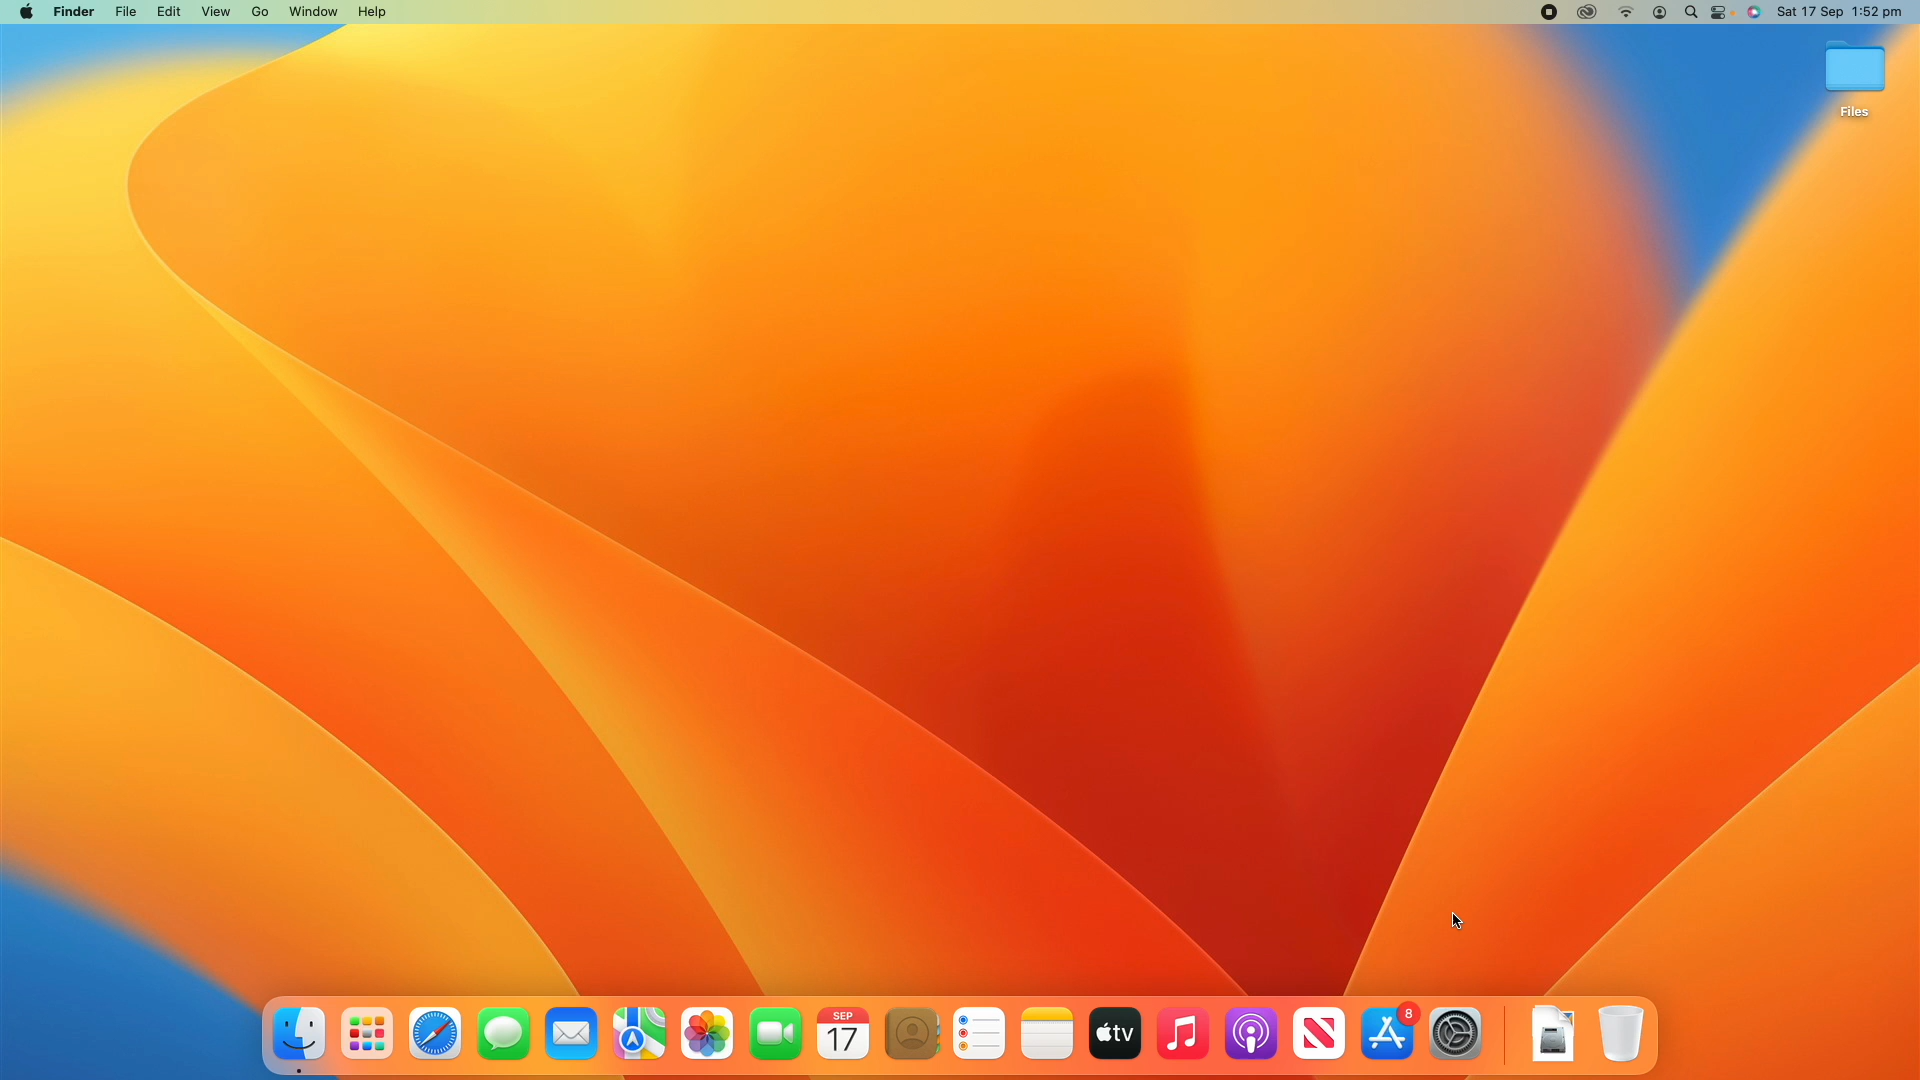 Finder File Edit View Go Window Help
Sat 17 Sep 1:52 pm
Files
SEP
17
tv
8